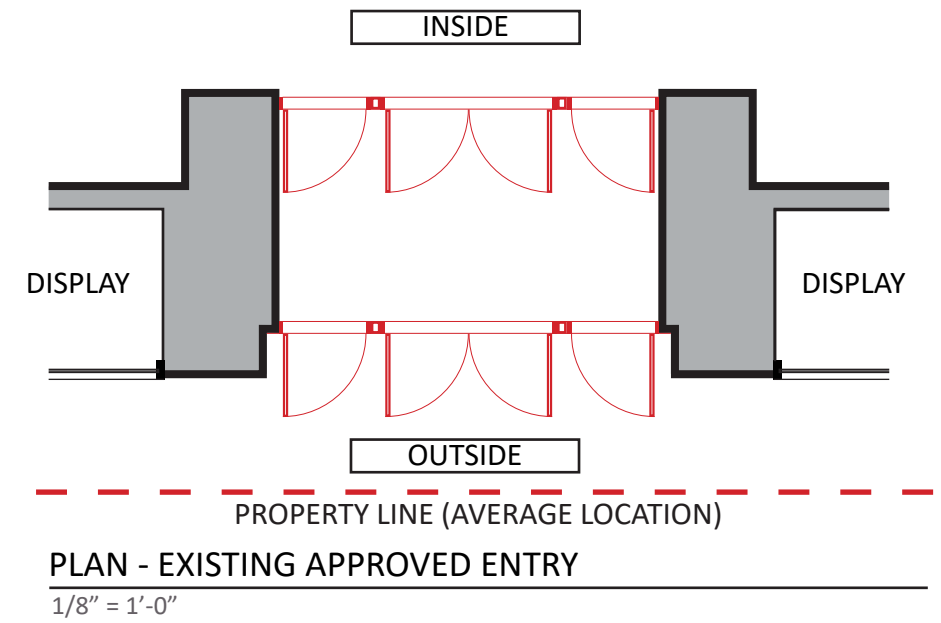 INSIDE
DISPLAY
DISPLAY
OUTSIDE
PROPERTY LINE (AVERAGE LOCATION)
PLAN - EXISTING APPROVED ENTRY
1/8” = 1’-0”